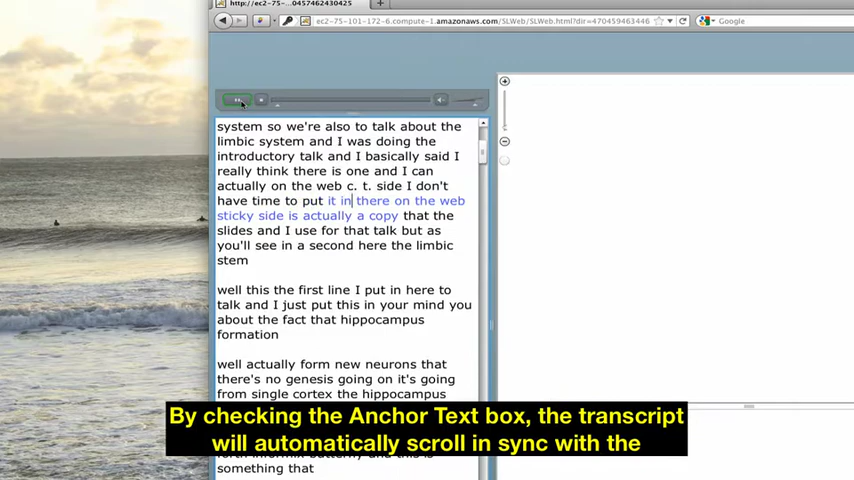 http://ec2-75-...0457462430425
ec2-75-101-172-6.compute-1.amazonaws.com/SLWeb/SLWeb.html?dir=470459463446
Google
system so we're also to talk about the
limbic system and I was doing the
introductory talk and I basically said I
really think there is one and I can
actually on the web c. t. side I don't
have time to put it in there on the web
sticky side is actually a copy that the
slides and I use for that talk but as
you'll see in a second here the limbic
stem
well this the first line I put in here to
talk and I just put this in your mind you
about the fact that hippocampus
formation
well actually form new neurons that
there's no genesis going on it's going
from single cortex the hippocampus
By checking the Anchor Text box, the transcript
will automatically scroll in sync with the
something that